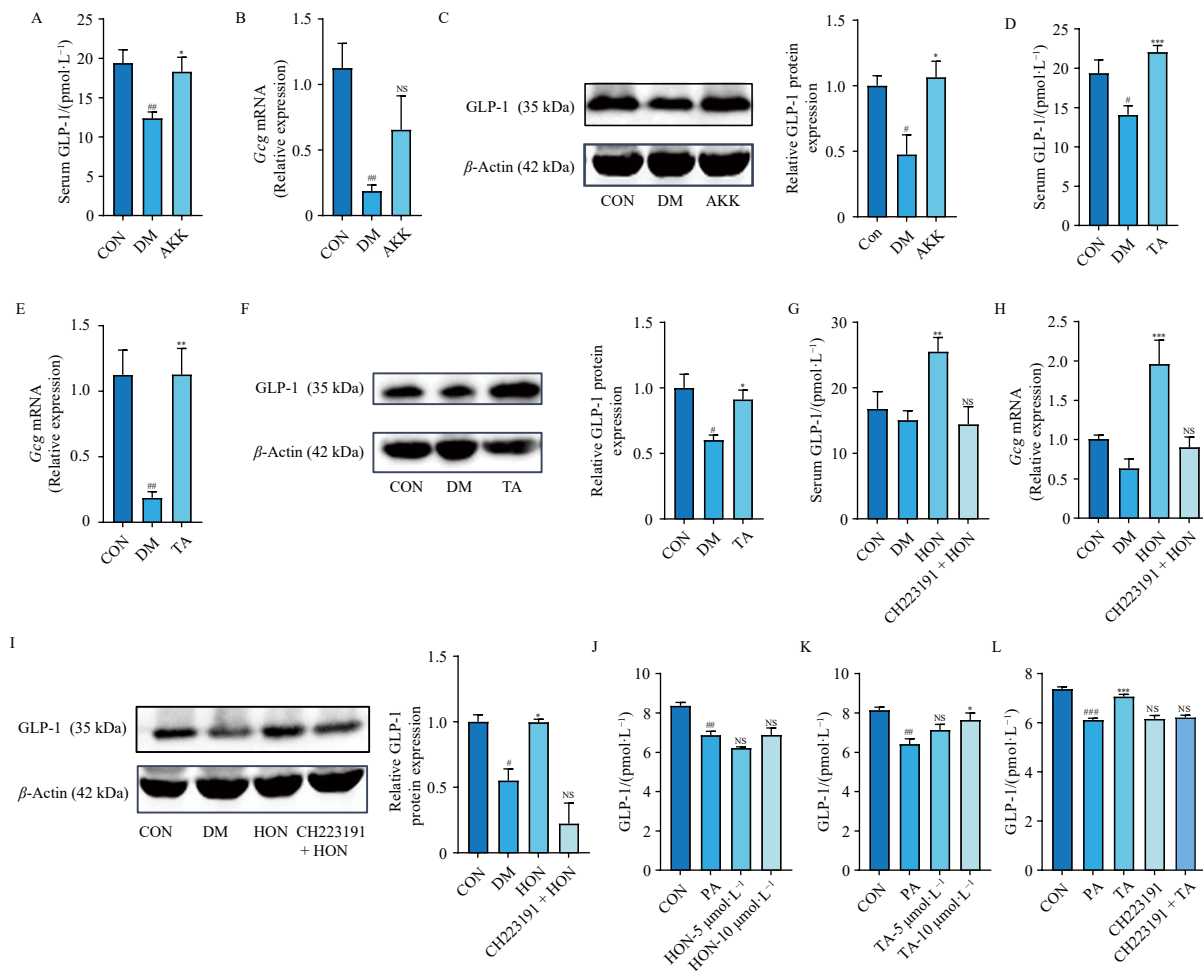 A
Serum GLP-1/(pmol·L⁻¹)
25
20
15
10
5
0
##
*
CON
DM
AKK
B
Gcg mRNA
(Relative expression)
1.5
1.0
0.5
0
##
NS
CON
DM
AKK
C
GLP-1 (35 kDa)
β-Actin (42 kDa)
CON DM AKK
Relative GLP-1 protein
expression
1.5
1.0
0.5
0
#
*
Con
DM
AKK
D
Serum GLP-1/(pmol·L⁻¹)
25
20
15
10
5
0
#
***
CON
DM
TA
E
Gcg mRNA
(Relative expression)
1.5
1.0
0.5
0
##
**
CON
DM
TA
F
GLP-1 (35 kDa)
β-Actin (42 kDa)
CON DM TA
Relative GLP-1 protein
expression
1.5
1.0
0.5
0
#
*
CON
DM
TA
G
Serum GLP-1/(pmol·L⁻¹)
30
20
10
0
**
NS
CON
DM
HON
CH223191 + HON
H
Gcg mRNA
(Relative expression)
2.5
2.0
1.5
1.0
0.5
0
***
NS
CON
DM
HON
CH223191 + HON
I
GLP-1 (35 kDa)
β-Actin (42 kDa)
CON DM HON CH223191
+ HON
Relative GLP-1
protein expression
1.5
1.0
0.5
0
#
*
NS
CON
DM
HON
CH223191 + HON
J
GLP-1/(pmol·L⁻¹)
10
8
6
4
2
0
##
NS
NS
CON
PA
HON-5 μmol·L⁻¹
HON-10 μmol·L⁻¹
K
GLP-1/(pmol·L⁻¹)
10
8
6
4
2
0
##
NS
*
CON
PA
TA-5 μmol·L⁻¹
TA-10 μmol·L⁻¹
L
GLP-1/(pmol·L⁻¹)
8
6
4
2
0
###
***
NS
NS
CON
PA
TA
CH223191
CH223191 + TA